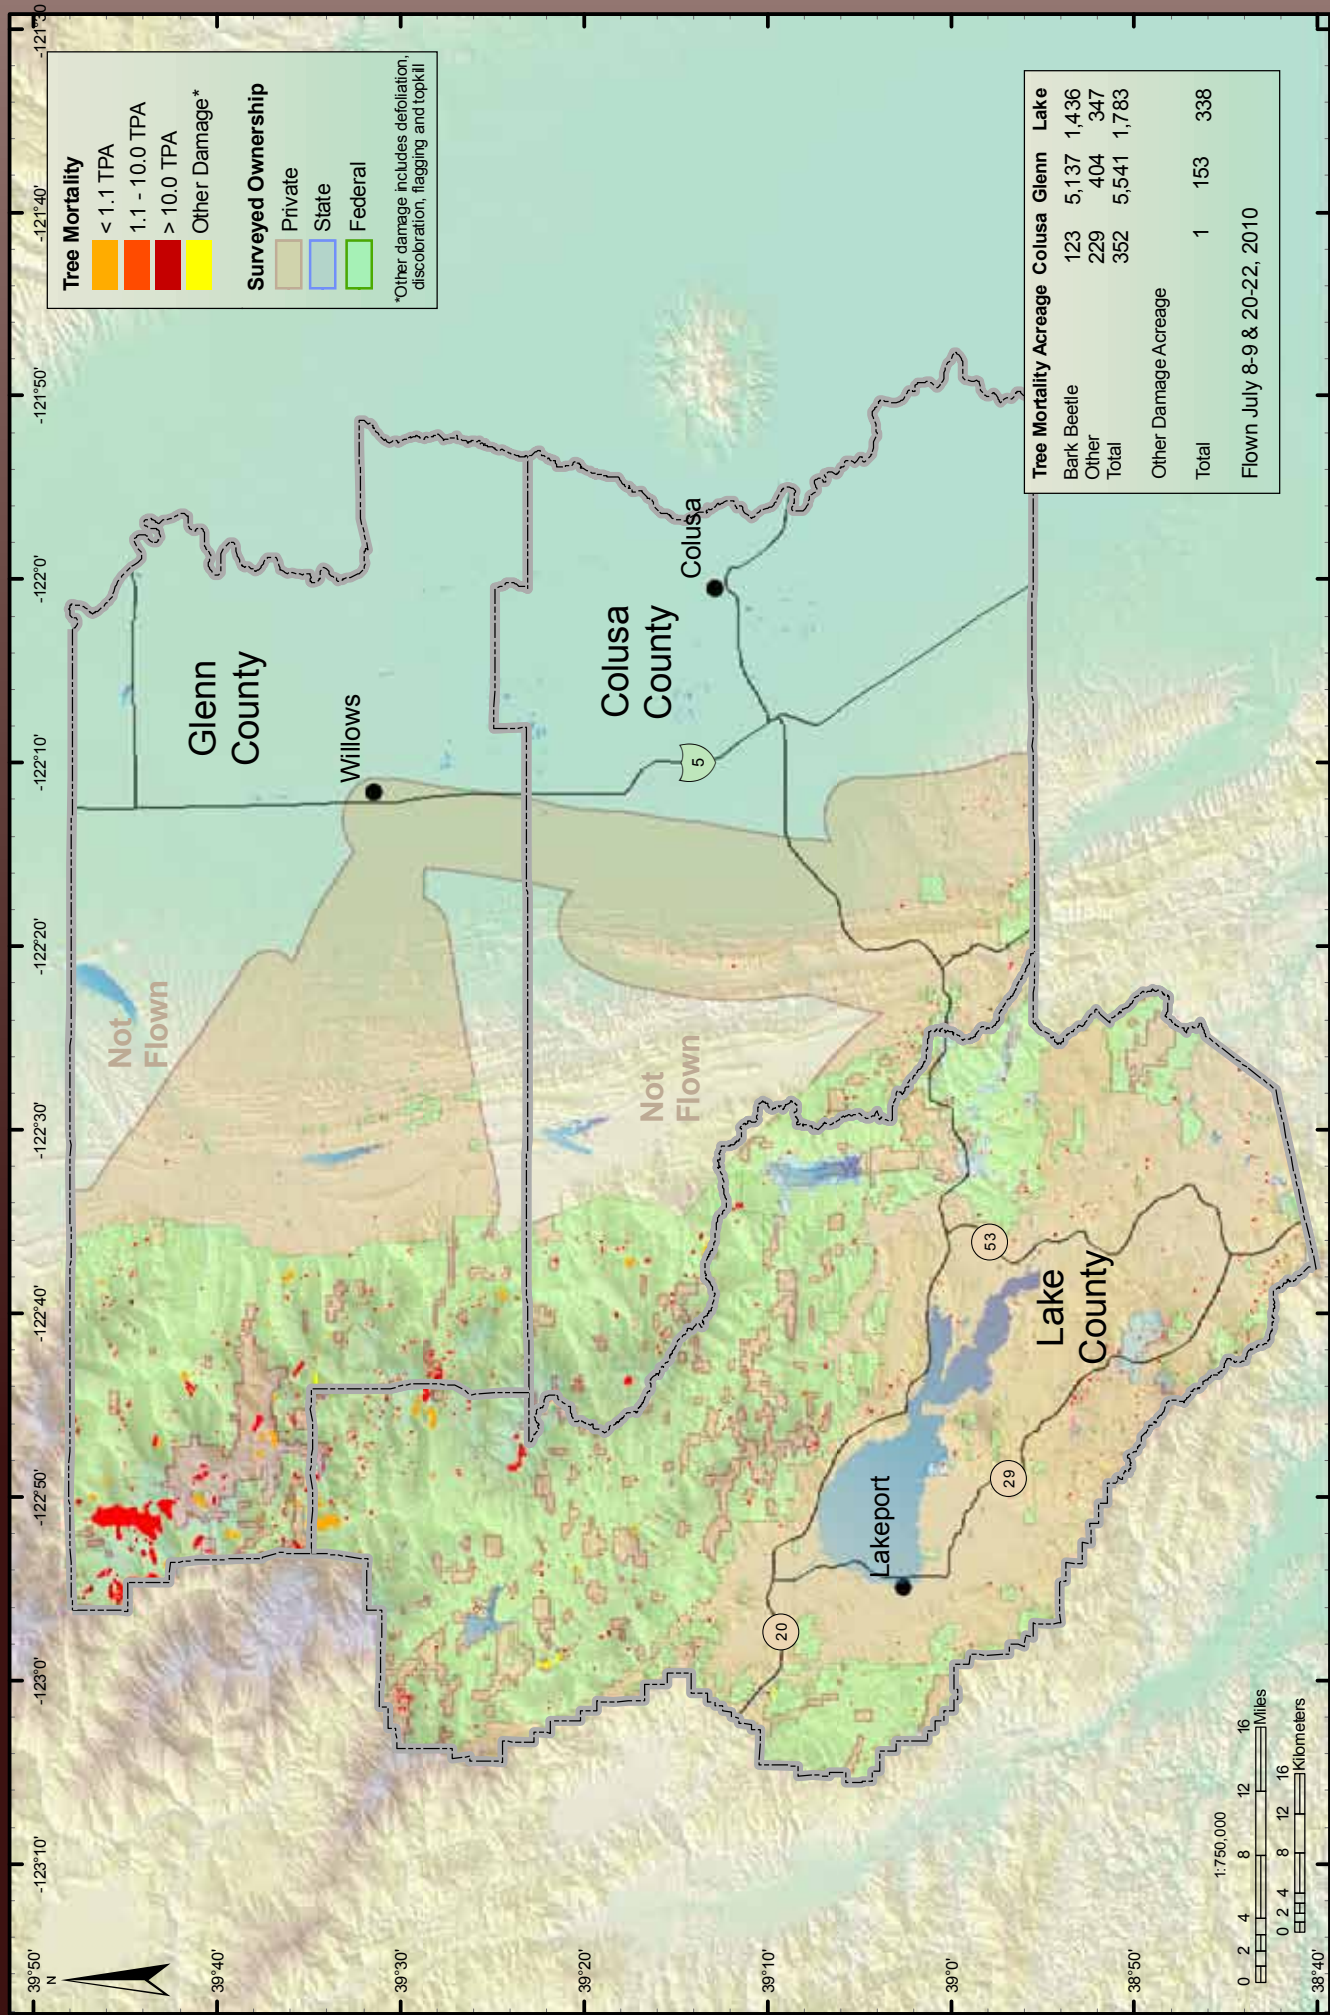 -123°10'
-123°0'
-122°50'
-122°40'
-122°30'
-122°20'
-122°10'
-122°0'
-121°50'
-121°40'
-121°30
39°50'
39°40'
39°30'
39°20'
39°10'
39°0'
38°50'
38°40'
N
Tree Mortality
< 1.1 TPA
1.1 - 10.0 TPA
> 10.0 TPA
Other Damage*
Surveyed Ownership
Private
State
Federal
*Other damage includes defoliation,
discoloration, flagging and topkill
Not
Flown
Glenn
County
Willows
Not
Flown
Colusa
County
Colusa
5
20
Lakeport
29
53
Lake
County
Tree Mortality Acreage Colusa Glenn Lake
Bark Beetle 123 5,137 1,436
Other 229 404 347
Total 352 5,541 1,783
Other Damage Acreage
Total 1 153 338
Flown July 8-9 & 20-22, 2010
1:750,000
0 2 4 8 12 16
Miles
0 2 4 8 12 16
Kilometers